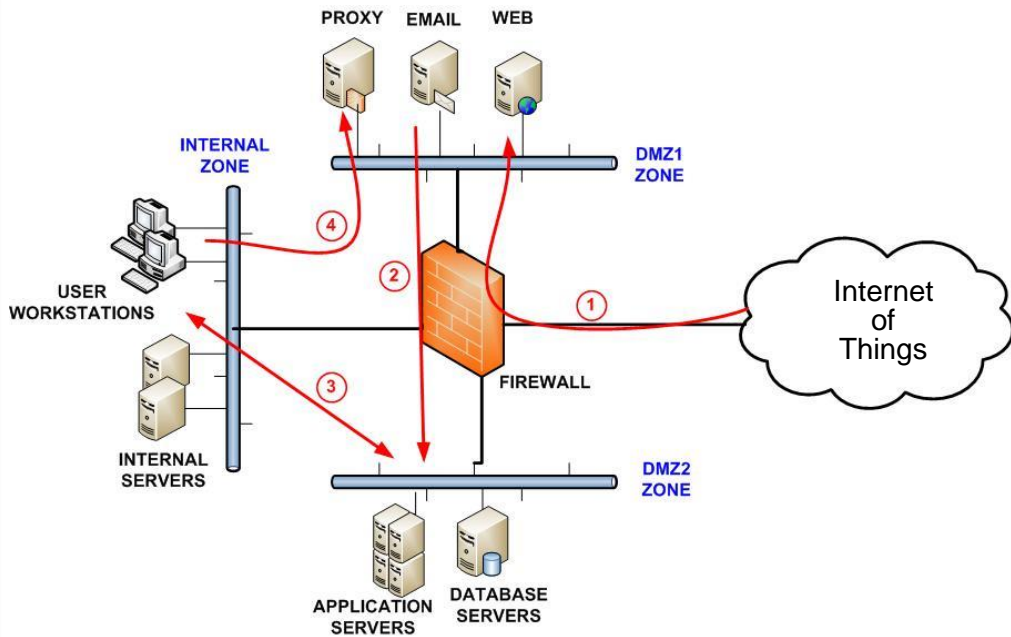 PROXY
EMAIL
WEB
INTERNAL
ZONE
DMZ1
ZONE
4
2
1
USER
WORKSTATIONS
Internet
of
Things
3
FIREWALL
INTERNAL
SERVERS
DMZ2
ZONE
APPLICATION
SERVERS
DATABASE
SERVERS